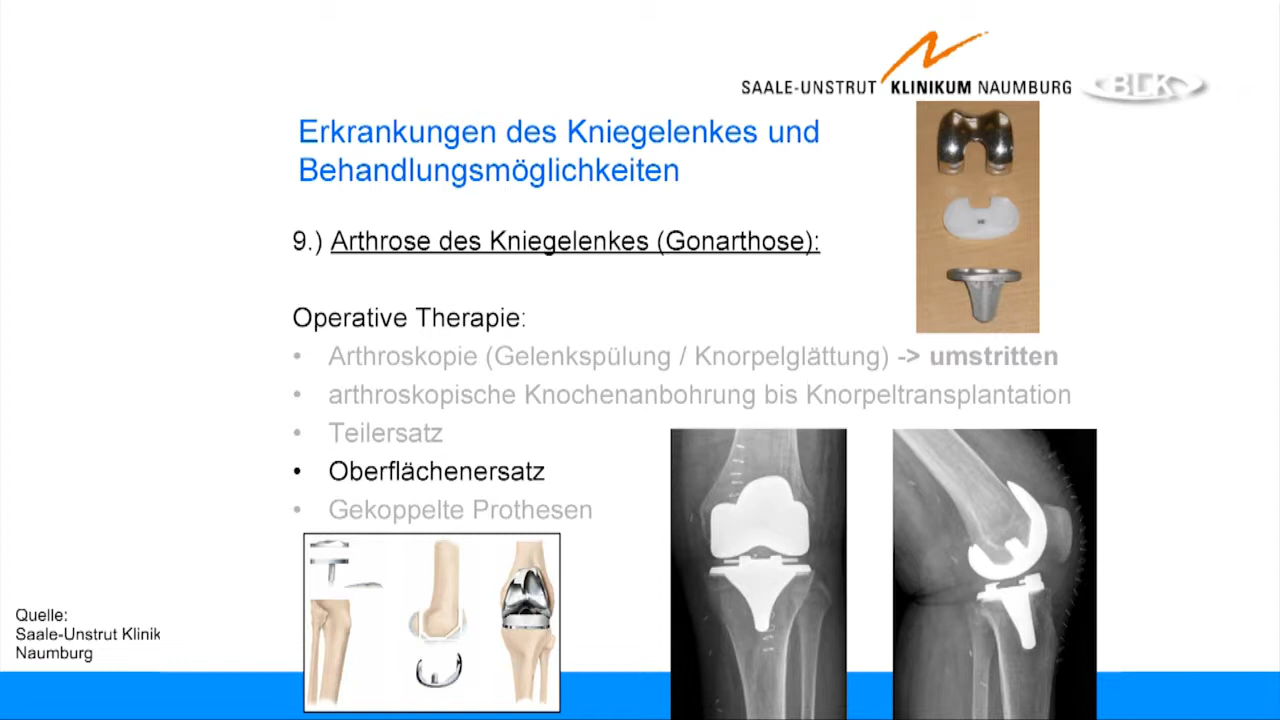 SAALE-UNSTRUT KLINIKUM NAUMBURG
BLK
Erkrankungen des Kniegelenkes und
Behandlungsmöglichkeiten
9.) Arthrose des Kniegelenkes (Gonarthose):
Operative Therapie:
• Arthroskopie (Gelenkspülung / Knorpelglättung) -> umstritten
• arthroskopische Knochenanbohrung bis Knorpeltransplantation
• Teilersatz
• Oberflächenersatz
• Gekoppelte Prothesen
Quelle:
Saale-Unstrut Klinik
Naumburg